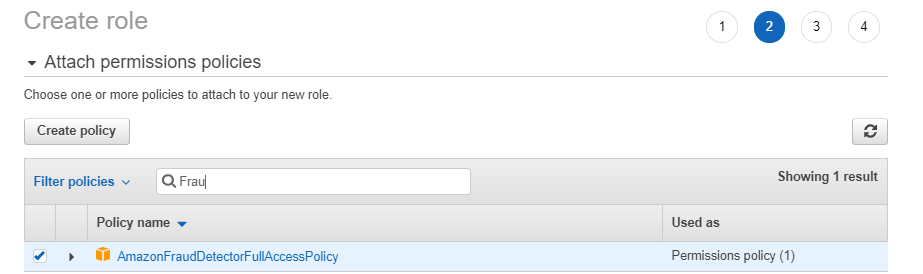 Create role
1 2 3 4
Attach permissions policies
Choose one or more policies to attach to your new role.
Create policy
Filter policies Frau Showing 1 result
Policy name Used as
AmazonFraudDetectorFullAccessPolicy Permissions policy (1)